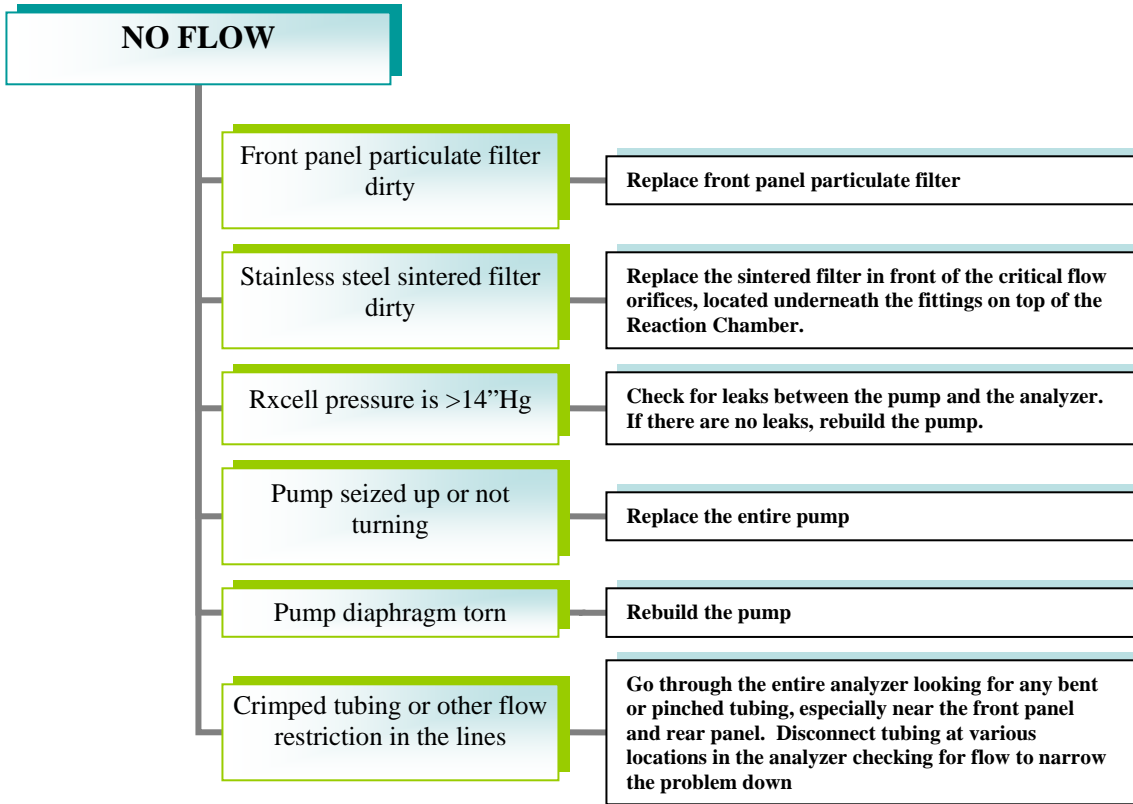 NO FLOW
Front panel particulate filter
dirty
Replace front panel particulate filter
Stainless steel sintered filter
dirty
Replace the sintered filter in front of the critical flow
orifices, located underneath the fittings on top of the
Reaction Chamber.
Rxcell pressure is >14”Hg
Check for leaks between the pump and the analyzer.
If there are no leaks, rebuild the pump.
Pump seized up or not
turning
Replace the entire pump
Pump diaphragm torn
Rebuild the pump
Crimped tubing or other flow
restriction in the lines
Go through the entire analyzer looking for any bent
or pinched tubing, especially near the front panel
and rear panel.  Disconnect tubing at various
locations in the analyzer checking for flow to narrow
the problem down